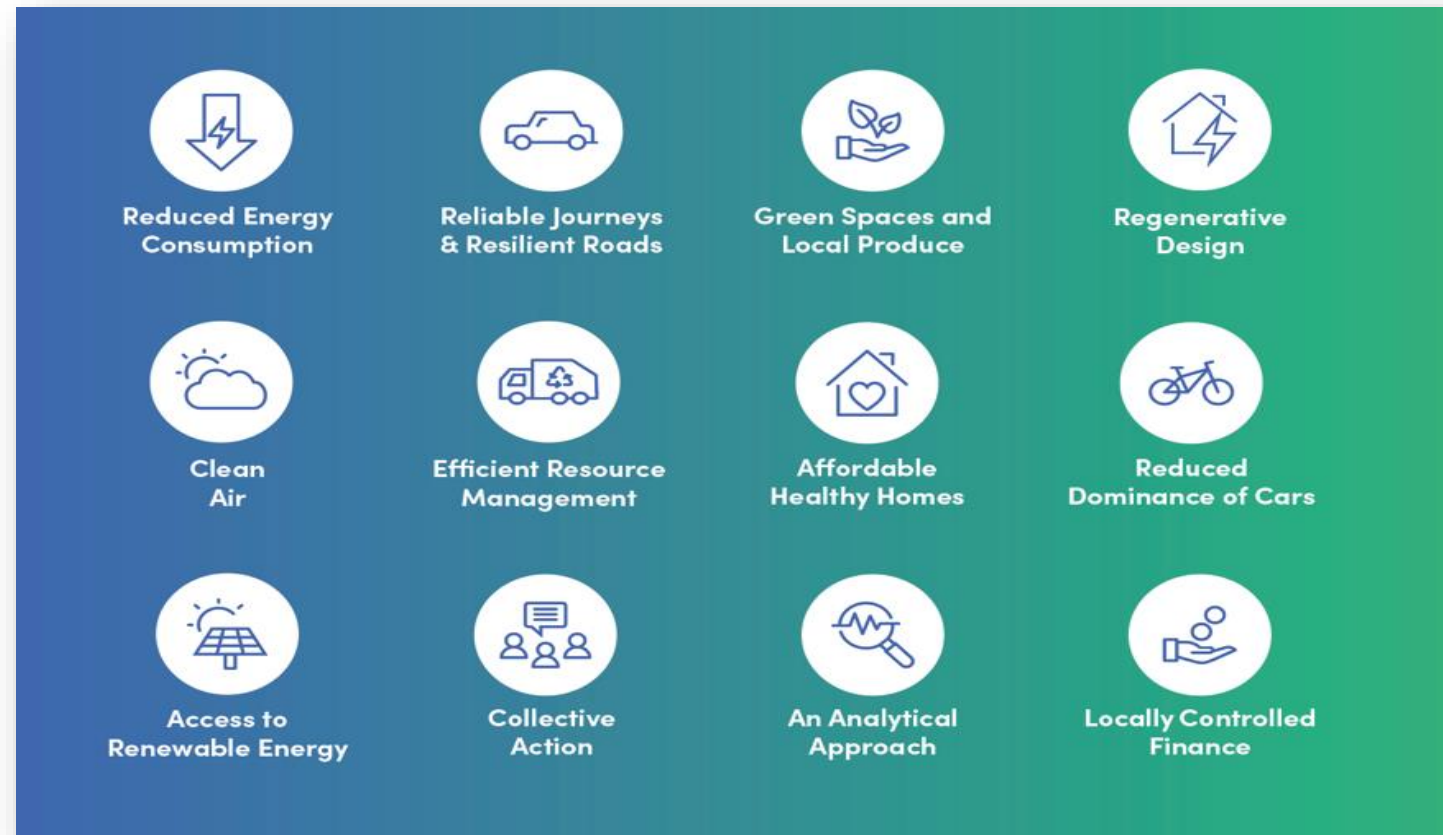 Reduced Energy
Consumption
Reliable Journeys
& Resilient Roads
Green Spaces and
Local Produce
Regenerative
Design
Clean
Air
Efficient Resource
Management
Affordable
Healthy Homes
Reduced
Dominance of Cars
Access to
Renewable Energy
Collective
Action
An Analytical
Approach
Locally Controlled
Finance